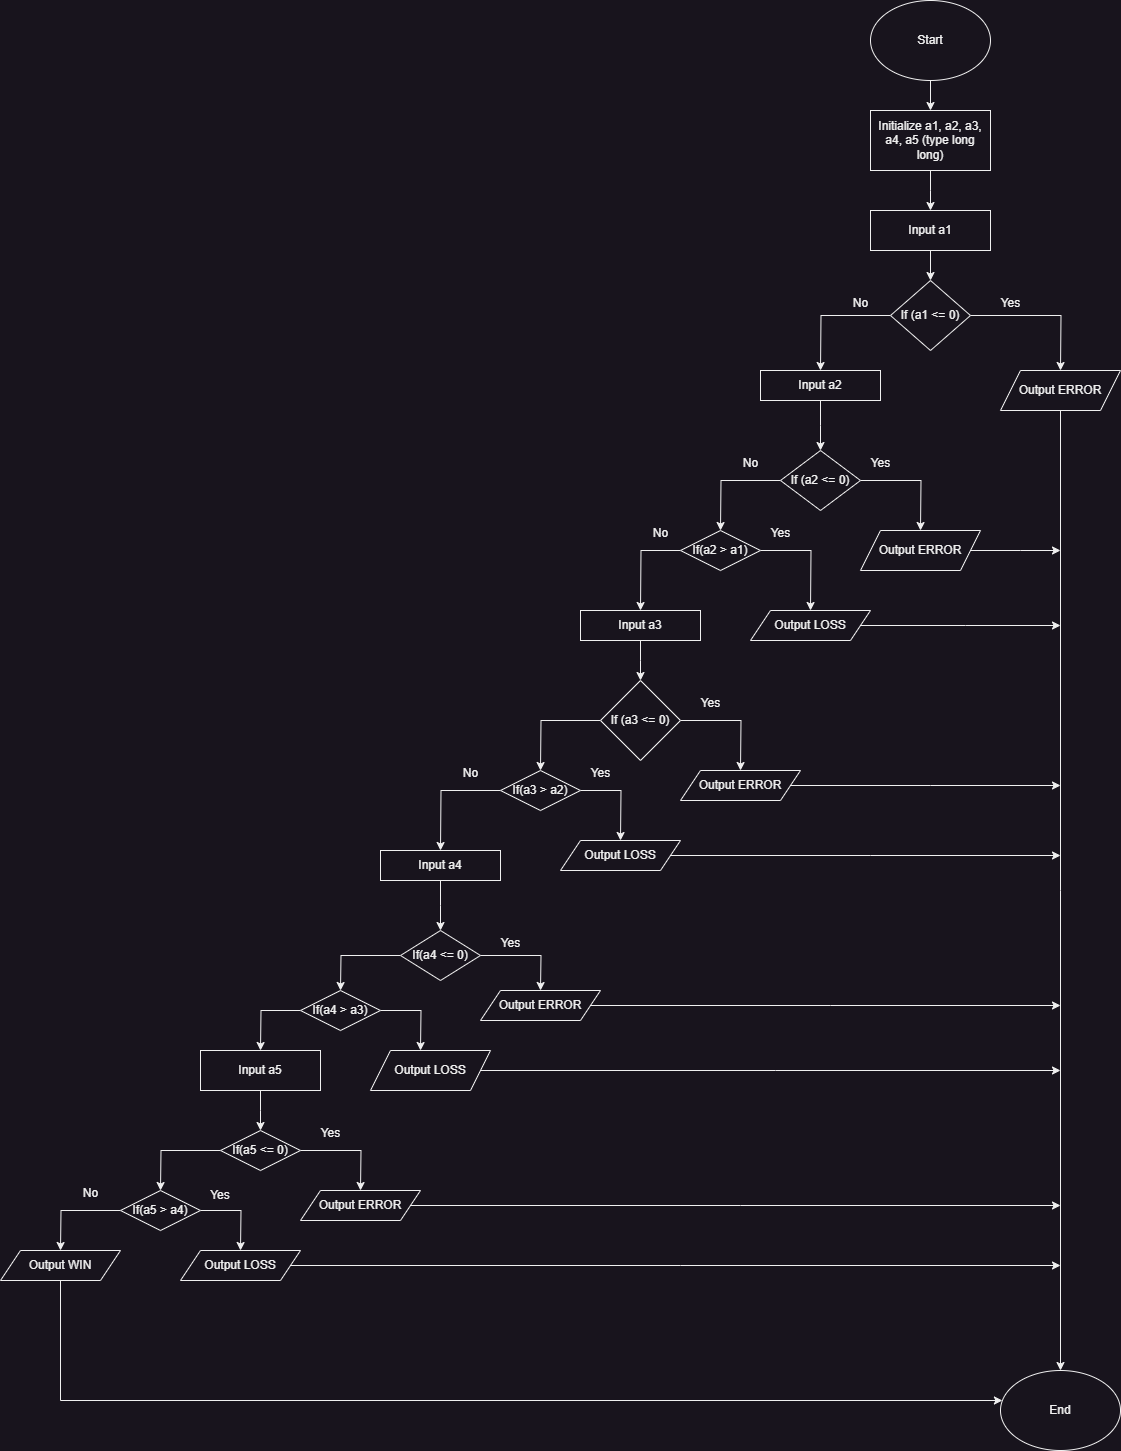 Start
Initialize a1, a2, a3,
a4, a5 (type long
long)
Input a1
No
Yes
If (a1 <= 0)
Input a2
Output ERROR
No
Yes
If (a2 <= 0)
No
Yes
If(a2 > a1)
Output ERROR
Input a3
Output LOSS
Yes
If (a3 <= 0)
No
Yes
If(a3 > a2)
Output ERROR
Output LOSS
Input a4
Yes
If(a4 <= 0)
If(a4 > a3)
Output ERROR
Input a5
Output LOSS
Yes
If(a5 <= 0)
No
Yes
If(a5 > a4)
Output ERROR
Output WIN
Output LOSS
End